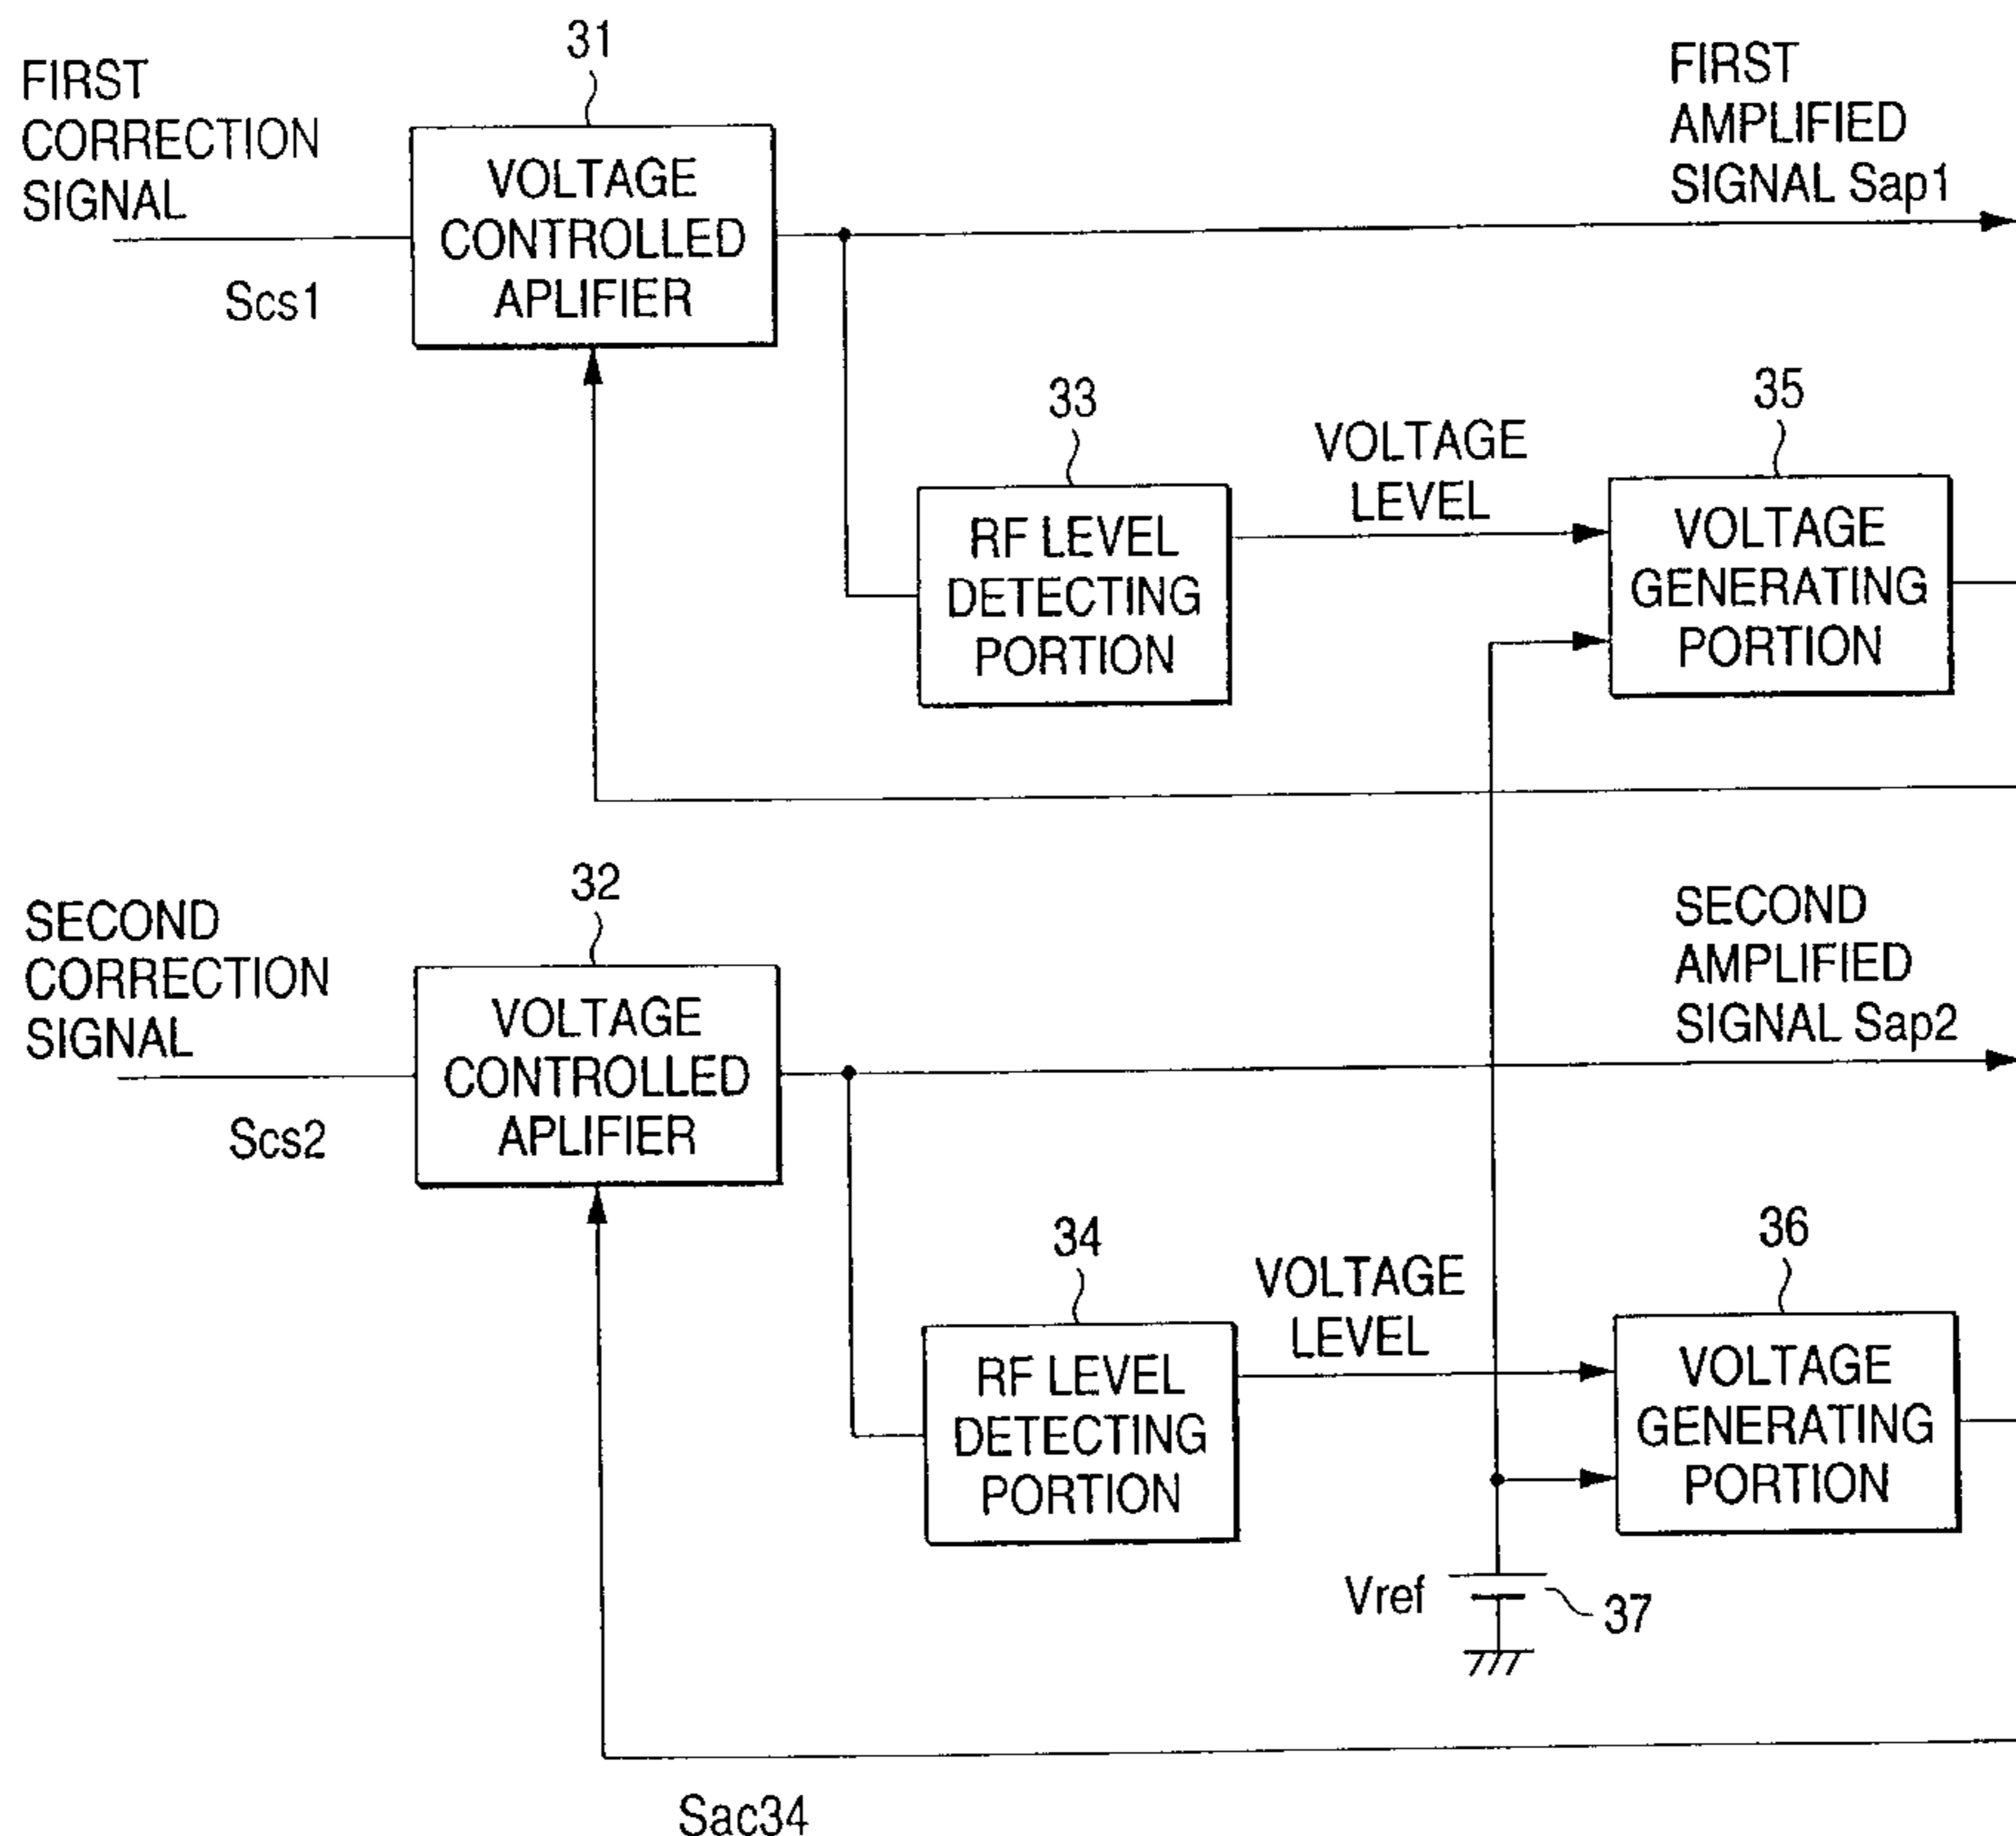 31
FIRST
CORRECTION
SIGNAL
Scs1
VOLTAGE
CONTROLLED
APLIFIER
FIRST
AMPLIFIED
SIGNAL Sap1
33
RF LEVEL
DETECTING
PORTION
VOLTAGE
LEVEL
35
VOLTAGE
GENERATING
PORTION
32
SECOND
CORRECTION
SIGNAL
Scs2
VOLTAGE
CONTROLLED
APLIFIER
SECOND
AMPLIFIED
SIGNAL Sap2
34
RF LEVEL
DETECTING
PORTION
VOLTAGE
LEVEL
36
VOLTAGE
GENERATING
PORTION
Vref
37
Sac34